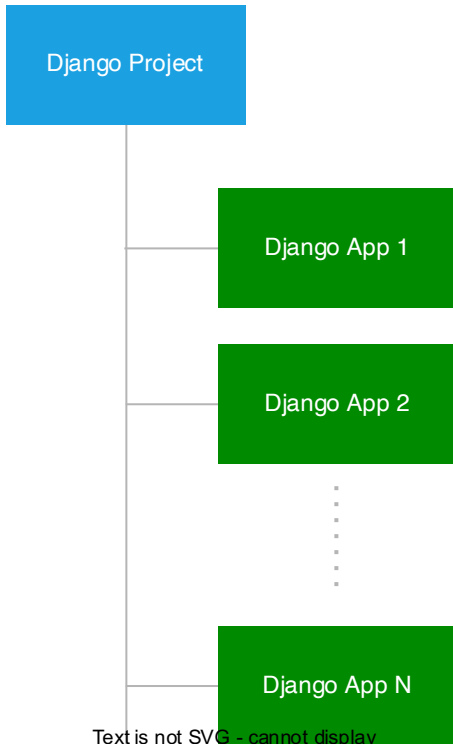 Django Project
Django App 1
Django App 2
Django App N
Text is not SVG - cannot display